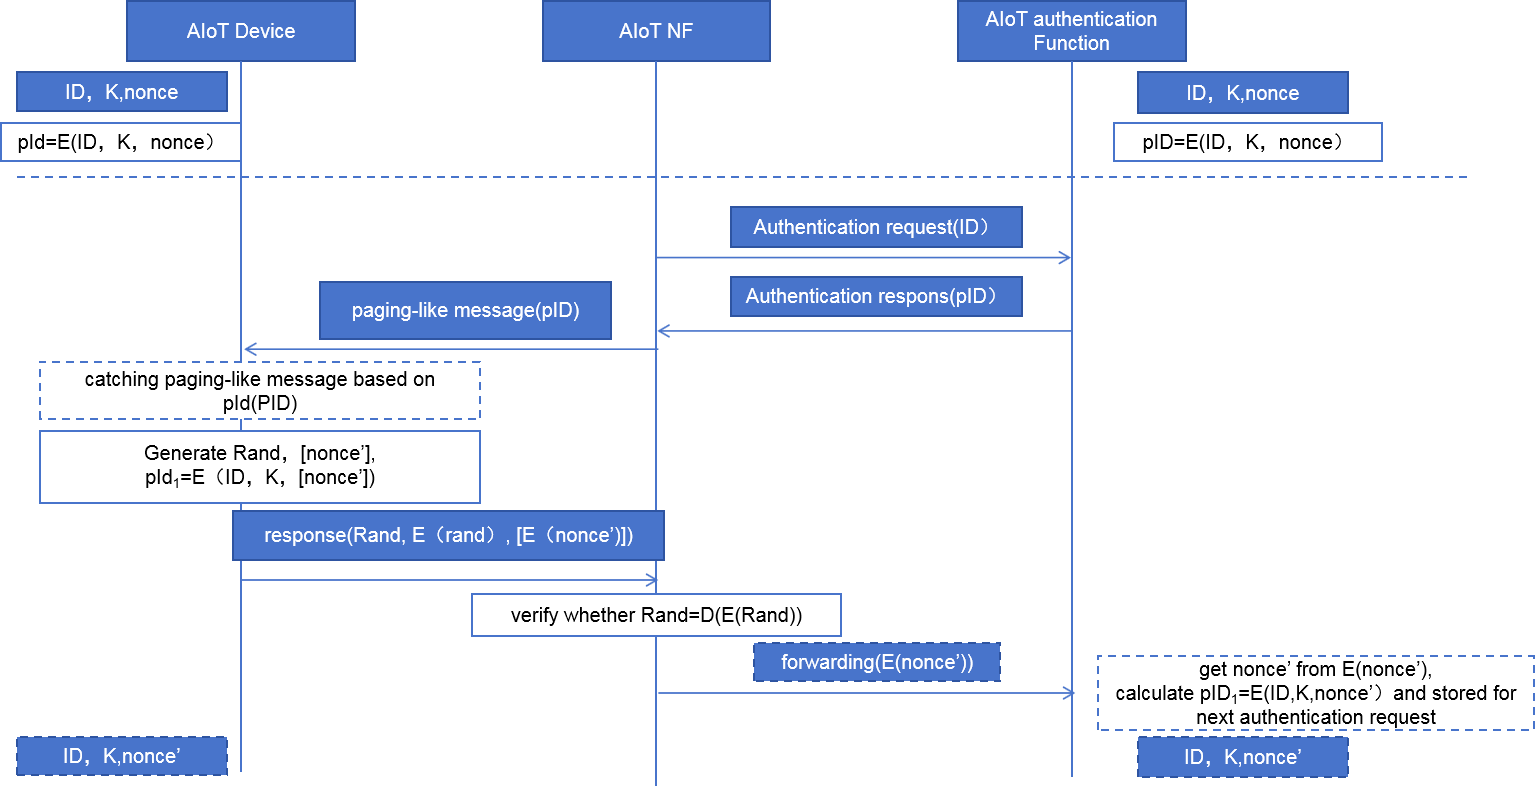 AIoT Device
AIoT NF
AIoT authentication
Function
ID，K,nonce
ID，K,nonce
pId=E(ID，K，nonce）
pID=E(ID，K，nonce）
Authentication request(ID）
Authentication respons(pID）
paging-like message(pID)
catching paging-like message based on
pId(PID)
Generate Rand，[nonce’],
pId₁=E（ID，K，[nonce’])
response(Rand, E（rand）, [E（nonce’)])
verify whether Rand=D(E(Rand))
forwarding(E(nonce’))
get nonce’ from E(nonce’),
calculate pID₁=E(ID,K,nonce’）and stored for
next authentication request
ID，K,nonce’
ID，K,nonce’